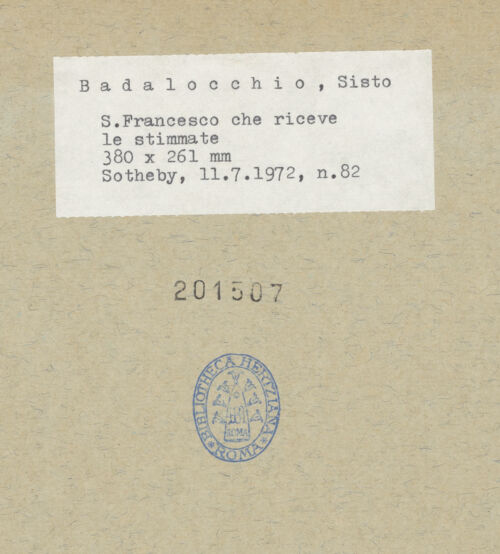 Badalocchio, Sisto
S.Francesco che riceve
le stimmate
380 x 261 mm
Sotheby, 11.7.1972, n.82
201507
BIBLIOTHECA HERTZIANA
ROMA
ROMA